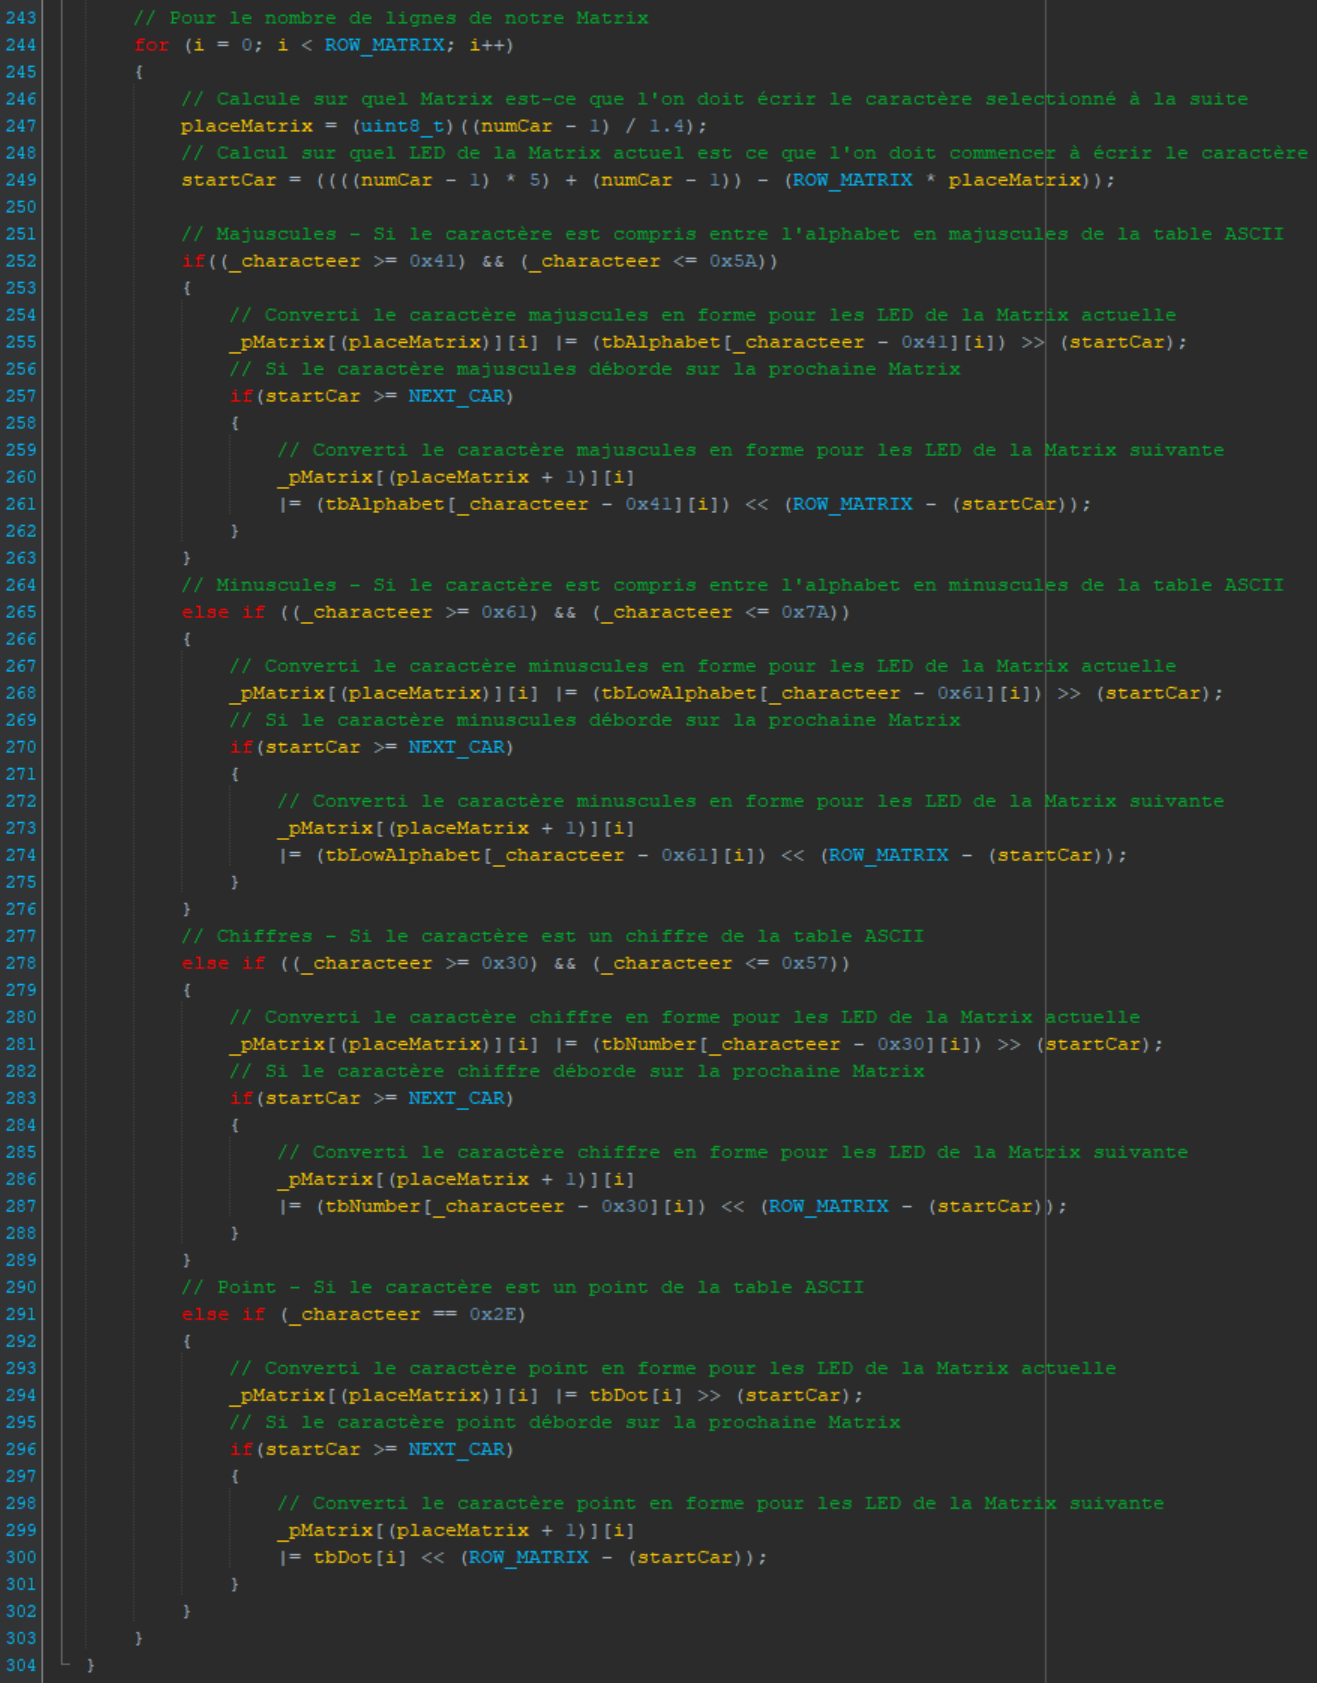 243 // Pour le nombre de lignes de notre Matrix
244 for (i = 0; i < ROW_MATRIX; i++)
245 {
246 // Calcule sur quel Matrix est-ce que l'on doit écrire le caractère selectionné à la suite
247 placeMatrix = (uint8_t)((numCar - 1) / 1.4);
248 // Calcul sur quel LED de la Matrix actuel est ce que l'on doit commencer à écrir le caractère
249 startCar = ((((numCar - 1) * 5) + (numCar - 1)) - (ROW_MATRIX * placeMatrix));
250
251 // Majuscules - Si le caractère est compris entre l'alphabet en majuscules de la table ASCII
252 if((_characteer >= 0x41) && (_characteer <= 0x5A))
253 {
254 // Converti le caractère majuscules en forme pour les LED de la Matrix actuelle
255 _pMatrix[(placeMatrix)][i] |= (tbAlphabet[_characteer - 0x41][i]) >> (startCar);
256 // Si le caractère majuscules déborde sur la prochaine Matrix
257 if(startCar >= NEXT_CAR)
258 {
259 // Converti le caractère majuscules en forme pour les LED de la Matrix suivante
260 _pMatrix[(placeMatrix + 1)][i]
261 |= (tbAlphabet[_characteer - 0x41][i]) << (ROW_MATRIX - (startCar));
262 }
263 }
264 // Minuscules - Si le caractère est compris entre l'alphabet en minuscules de la table ASCII
265 else if ((_characteer >= 0x61) && (_characteer <= 0x7A))
266 {
267 // Converti le caractère minuscules en forme pour les LED de la Matrix actuelle
268 _pMatrix[(placeMatrix)][i] |= (tbLowAlphabet[_characteer - 0x61][i]) >> (startCar);
269 // Si le caractère minuscules déborde sur la prochaine Matrix
270 if(startCar >= NEXT_CAR)
271 {
272 // Converti le caractère minuscules en forme pour les LED de la Matrix suivante
273 _pMatrix[(placeMatrix + 1)][i]
274 |= (tbLowAlphabet[_characteer - 0x61][i]) << (ROW_MATRIX - (startCar));
275 }
276 }
277 // Chiffres - Si le caractère est un chiffre de la table ASCII
278 else if ((_characteer >= 0x30) && (_characteer <= 0x57))
279 {
280 // Converti le caractère chiffre en forme pour les LED de la Matrix actuelle
281 _pMatrix[(placeMatrix)][i] |= (tbNumber[_characteer - 0x30][i]) >> (startCar);
282 // Si le caractère chiffre déborde sur la prochaine Matrix
283 if(startCar >= NEXT_CAR)
284 {
285 // Converti le caractère chiffre en forme pour les LED de la Matrix suivante
286 _pMatrix[(placeMatrix + 1)][i]
287 |= (tbNumber[_characteer - 0x30][i]) << (ROW_MATRIX - (startCar));
288 }
289 }
290 // Point - Si le caractère est un point de la table ASCII
291 else if (_characteer == 0x2E)
292 {
293 // Converti le caractère point en forme pour les LED de la Matrix actuelle
294 _pMatrix[(placeMatrix)][i] |= tbDot[i] >> (startCar);
295 // Si le caractère point déborde sur la prochaine Matrix
296 if(startCar >= NEXT_CAR)
297 {
298 // Converti le caractère point en forme pour les LED de la Matrix suivante
299 _pMatrix[(placeMatrix + 1)][i]
300 |= tbDot[i] << (ROW_MATRIX - (startCar));
301 }
302 }
303 }
304 }